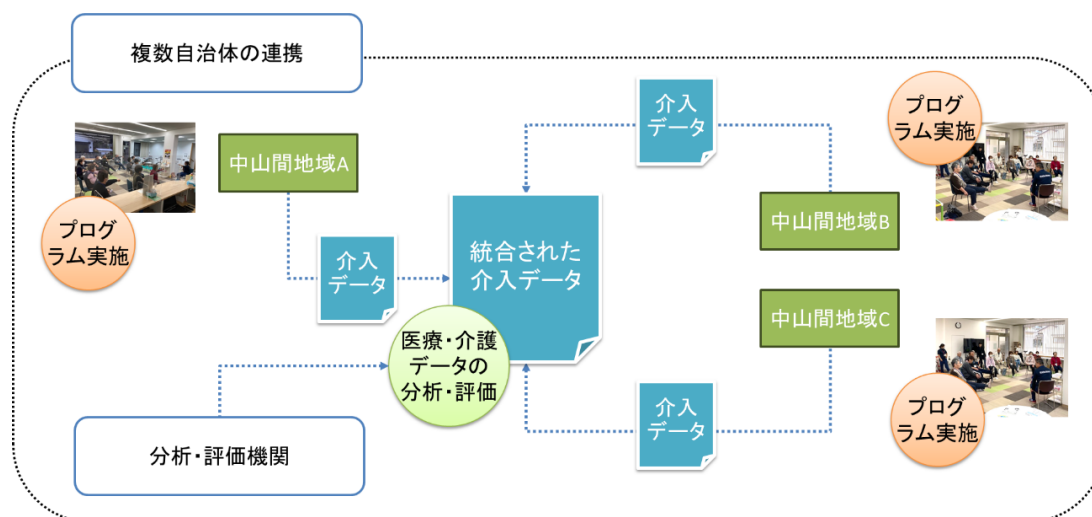 複数自治体の連携
プログ
ラム実施
中山間地域A
介入
データ
統合された
介入データ
医療・介護
データの
分析・評価
分析・評価機関
介入
データ
プログ
ラム実施
中山間地域B
中山間地域C
介入
データ
プログ
ラム実施